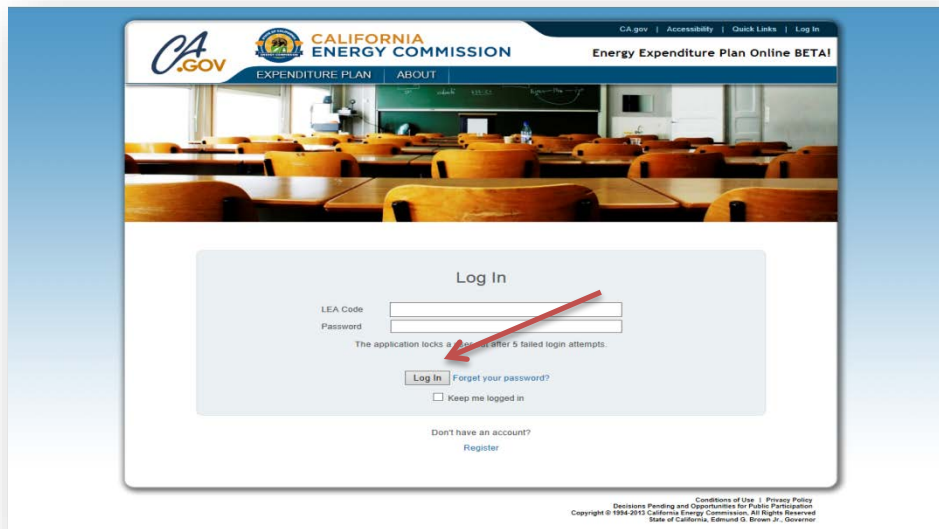 CA.gov | Accessibility | Quick Links | Log In
CA
.GOV
CALIFORNIA
ENERGY COMMISSION
Energy Expenditure Plan Online BETA!
EXPENDITURE PLAN | ABOUT
Log In
LEA Code
Password
The application locks a out after 5 failed login attempts.
Log In Forget your password?
Keep me logged in
Don't have an account?
Register
Conditions of Use | Privacy Policy
Decisions Pending and Opportunities for Public Participation
Copyright © 1994-2013 California Energy Commission, All Rights Reserved
State of California, Edmund G. Brown Jr., Governor